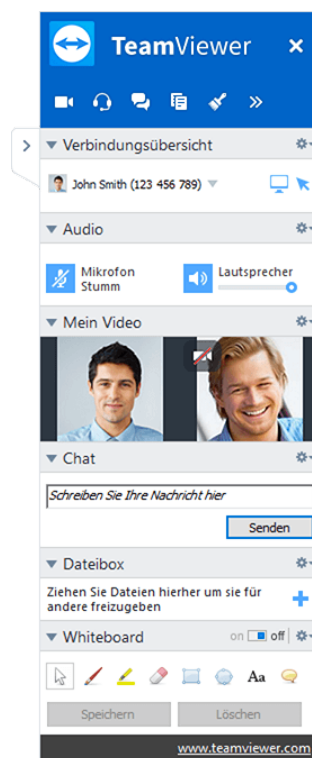 TeamViewer
Verbindungsübersicht
John Smith (123 456 789)
Audio
Mikrofon
Stumm
Lautsprecher
Mein Video
Chat
Schreiben Sie Ihre Nachricht hier
Senden
Dateibox
Ziehen Sie Dateien hierher um sie für
andere freizugeben
Whiteboard
on off
Aa
Speichern Löschen
www.teamviewer.com